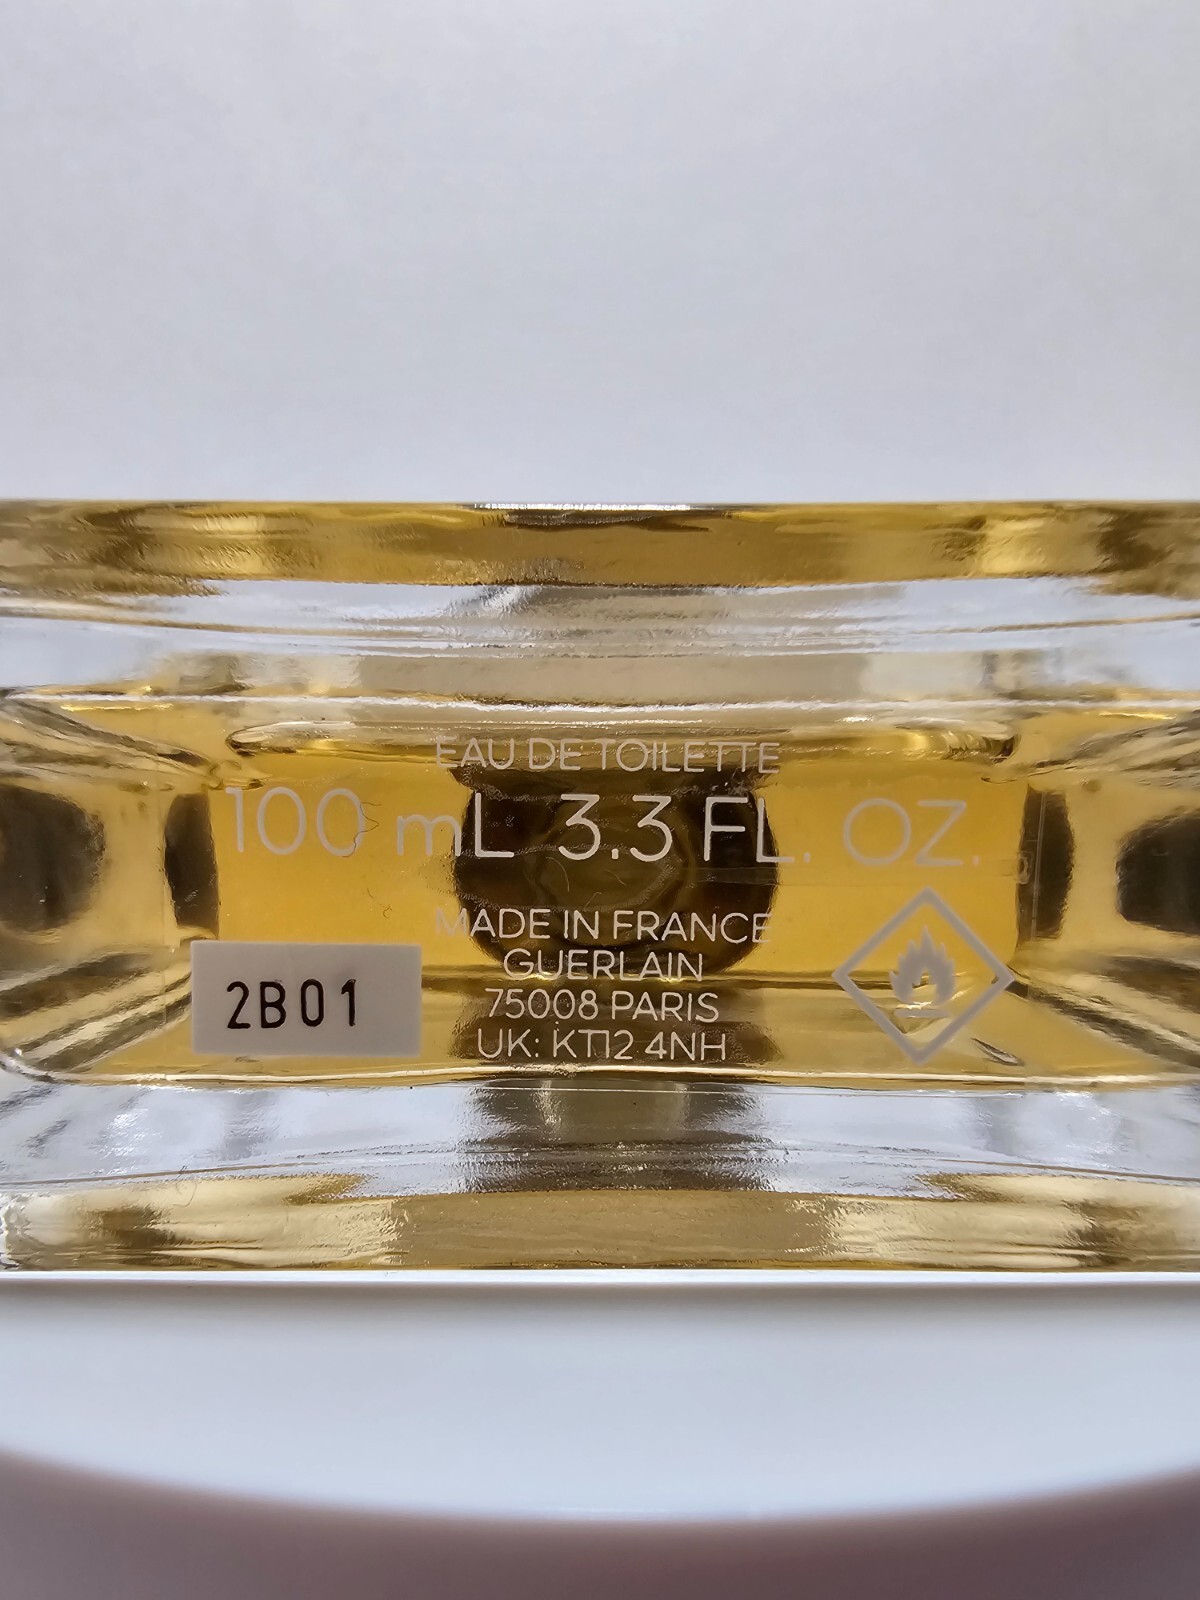 EAU DE TOILETTE
100 mL 3.3 FL. OZ.
MADE IN FRANCE
GUERLAIN
75008 PARIS
UK: KT12 4NH
2B01